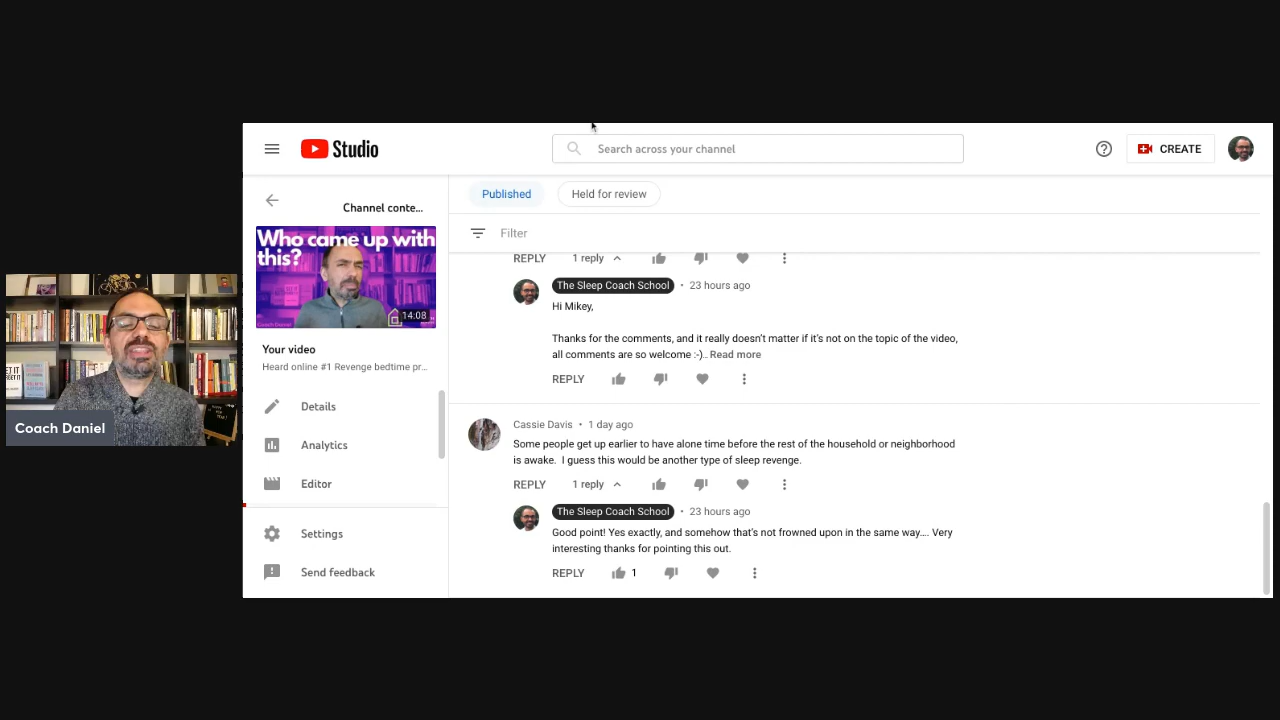 Studio
Search across your channel
CREATE
Channel conte...
Who came up with
this?
14:08
Your video
Heard online #1 Revenge bedtime pr...
Details
Analytics
Editor
Settings
Send feedback
Published
Held for review
Filter
REPLY 1 reply
The Sleep Coach School • 23 hours ago
Hi Mikey,
Thanks for the comments, and it really doesn't matter if it's not on the topic of the video,
all comments are so welcome :-).. Read more
REPLY
Cassie Davis • 1 day ago
Some people get up earlier to have alone time before the rest of the household or neighborhood
is awake. I guess this would be another type of sleep revenge.
REPLY 1 reply
The Sleep Coach School • 23 hours ago
Good point! Yes exactly, and somehow that's not frowned upon in the same way.... Very
interesting thanks for pointing this out.
REPLY 1
Coach Daniel